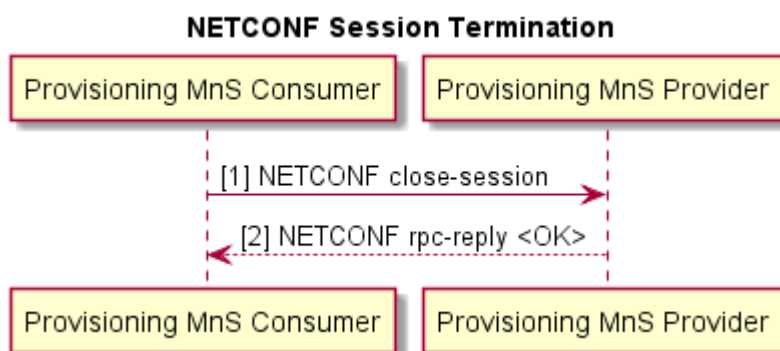 NETCONF Session Termination
Provisioning MnS Consumer
Provisioning MnS Provider
[1] NETCONF close-session
[2] NETCONF rpc-reply <OK>
Provisioning MnS Consumer
Provisioning MnS Provider